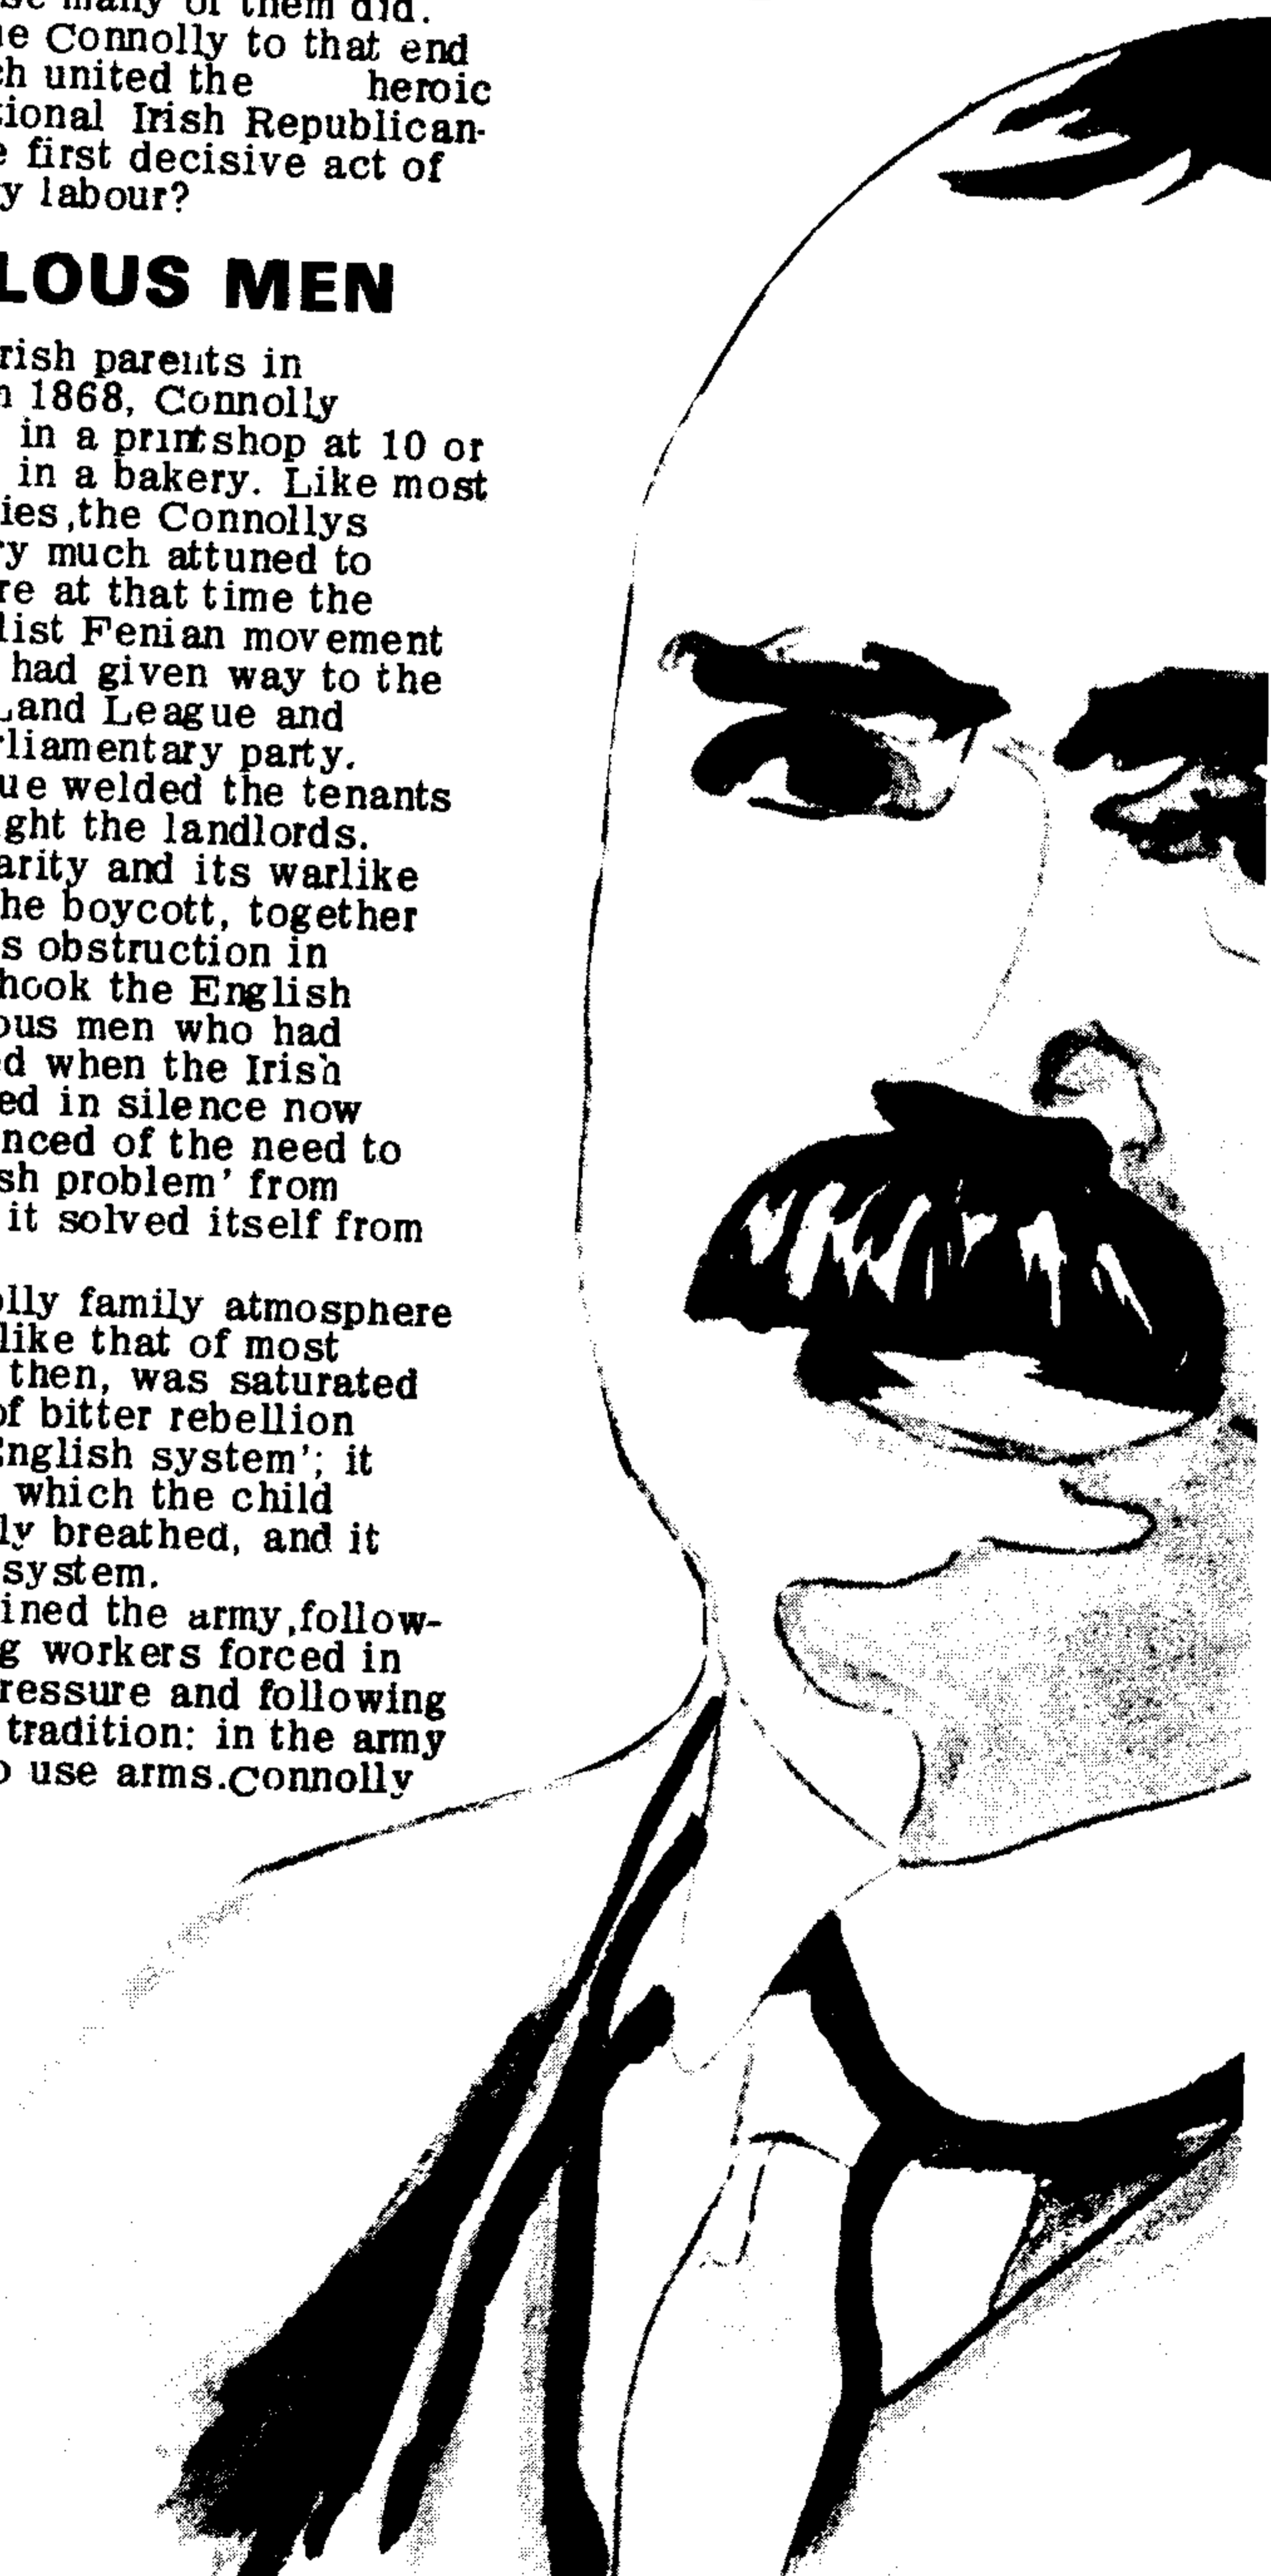 se many of them did.
ue Connolly to that end
ch united the heroic
tional Irish Republican-
e first decisive act of
y labour?
LOUS MEN
rish parents in
n 1868, Connolly
in a printshop at 10 or
in a bakery. Like most
ies,the Connollys
ry much attuned to
re at that time the
list Fenian movement
had given way to the
Land League and
rliamentary party.
ue welded the tenants
ght the landlords.
arity and its warlike
he boycott, together
s obstruction in
hook the English
ous men who had
d when the Irish
ed in silence now
nced of the need to
sh problem' from
it solved itself from
olly family atmosphere
like that of most
then, was saturated
of bitter rebellion
English system'; it
which the child
ly breathed, and it
system.
ined the army,follow-
g workers forced in
ressure and following
tradition: in the army
o use arms.Connolly